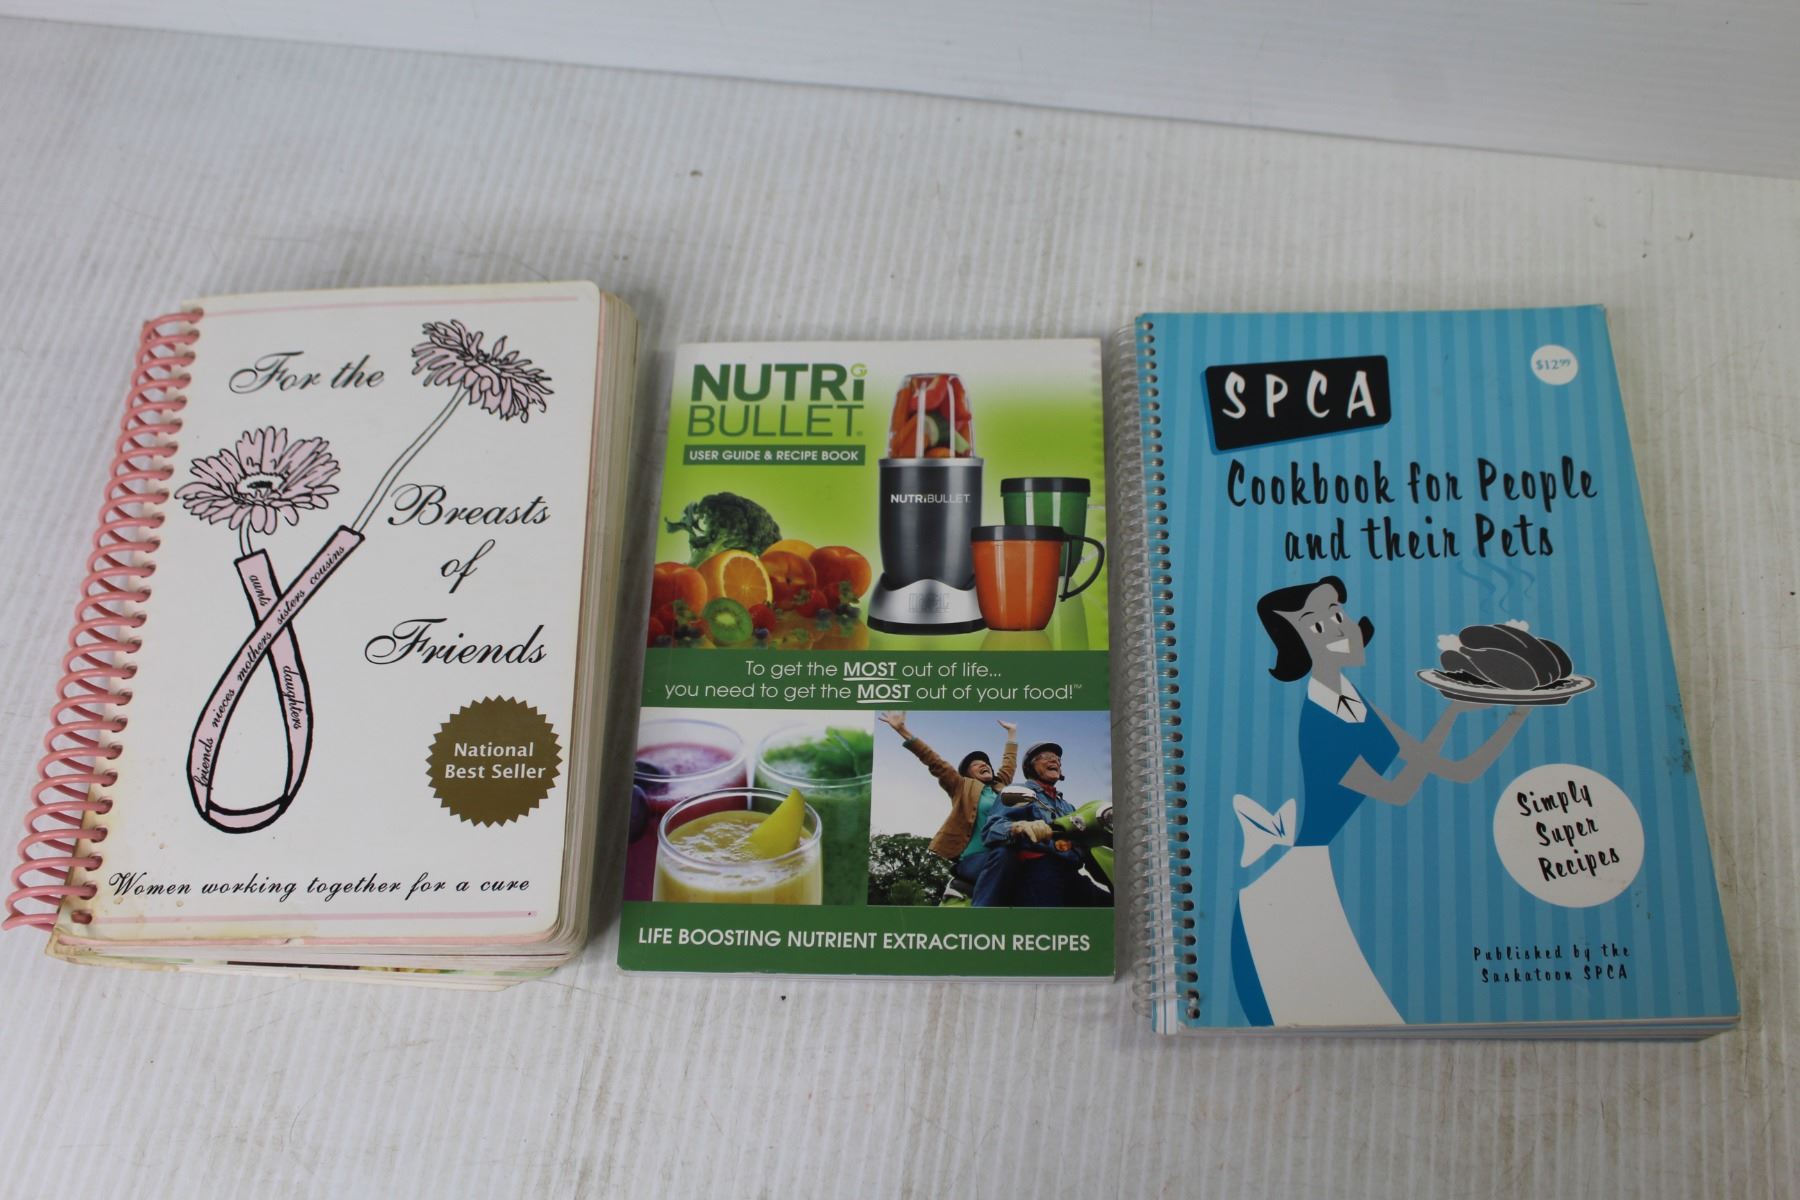 For the
Breasts
of
Friends
aunts
cousins
sisters
mothers
nieces
friends
daughters
National
Best Seller
Women working together for a cure
NUTRi
BULLET®
USER GUIDE & RECIPE BOOK
NUTRiBULLET
To get the MOST out of life...
you need to get the MOST out of your food!™
LIFE BOOSTING NUTRIENT EXTRACTION RECIPES
SPCA
$12.99
Cookbook for People
and their Pets
Simply
Super
Recipes
Published by the
Saskatoon SPCA